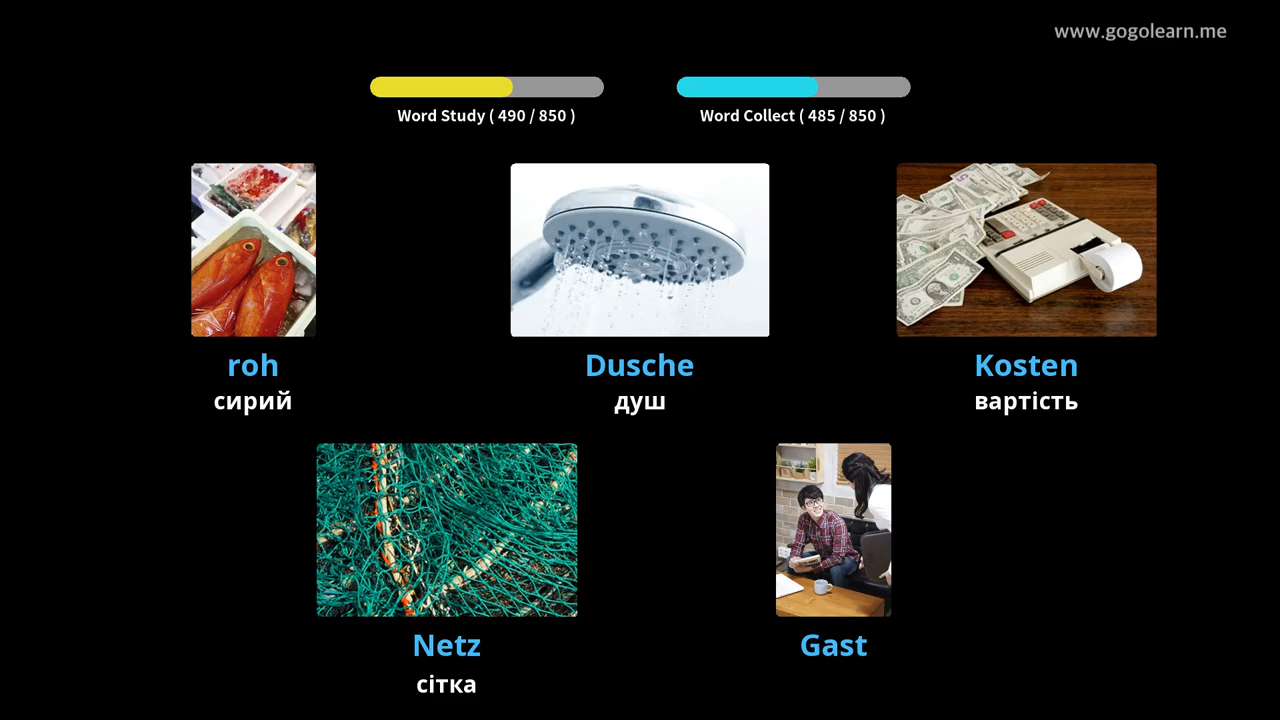 www.gogolearn.me
Word Study ( 490 / 850 )
Word Collect ( 485 / 850 )
roh
сирий
Dusche
душ
Kosten
вартість
Netz
сітка
Gast